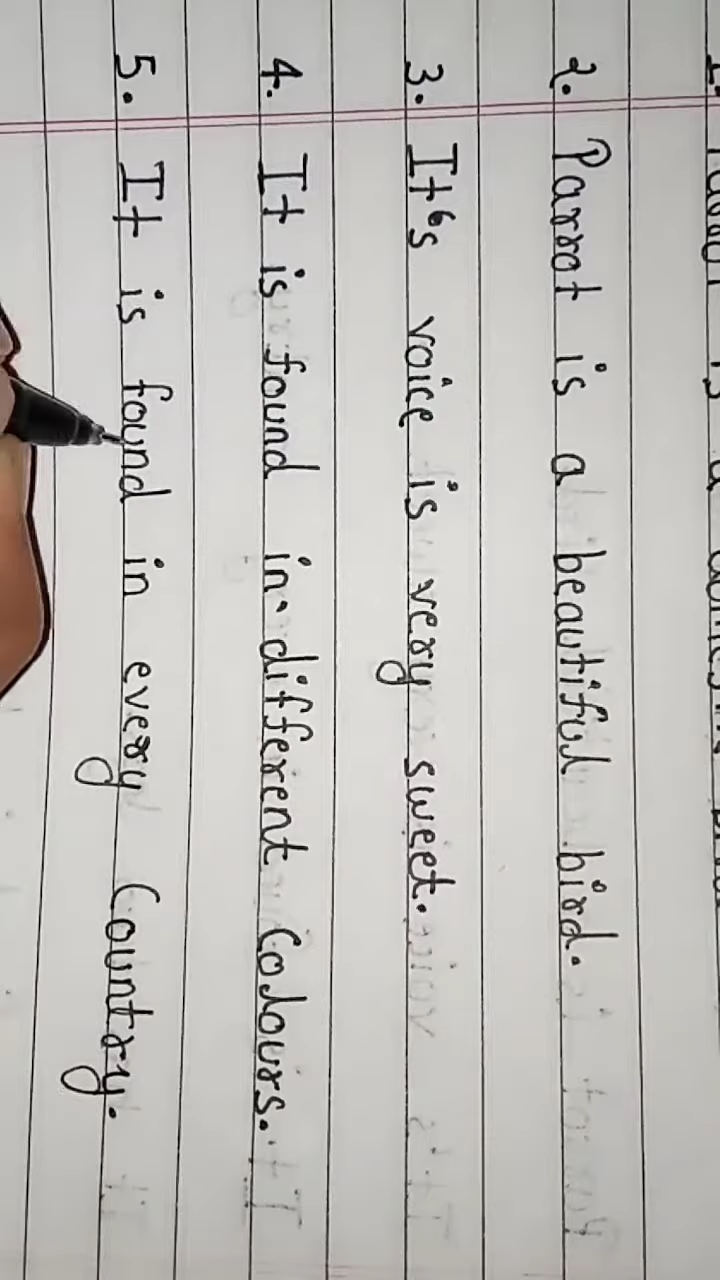 2. Parrot is a beautiful bird.
3. It's voice is very sweet.
4. It is found in different Colours.
5. It is found in every Country.